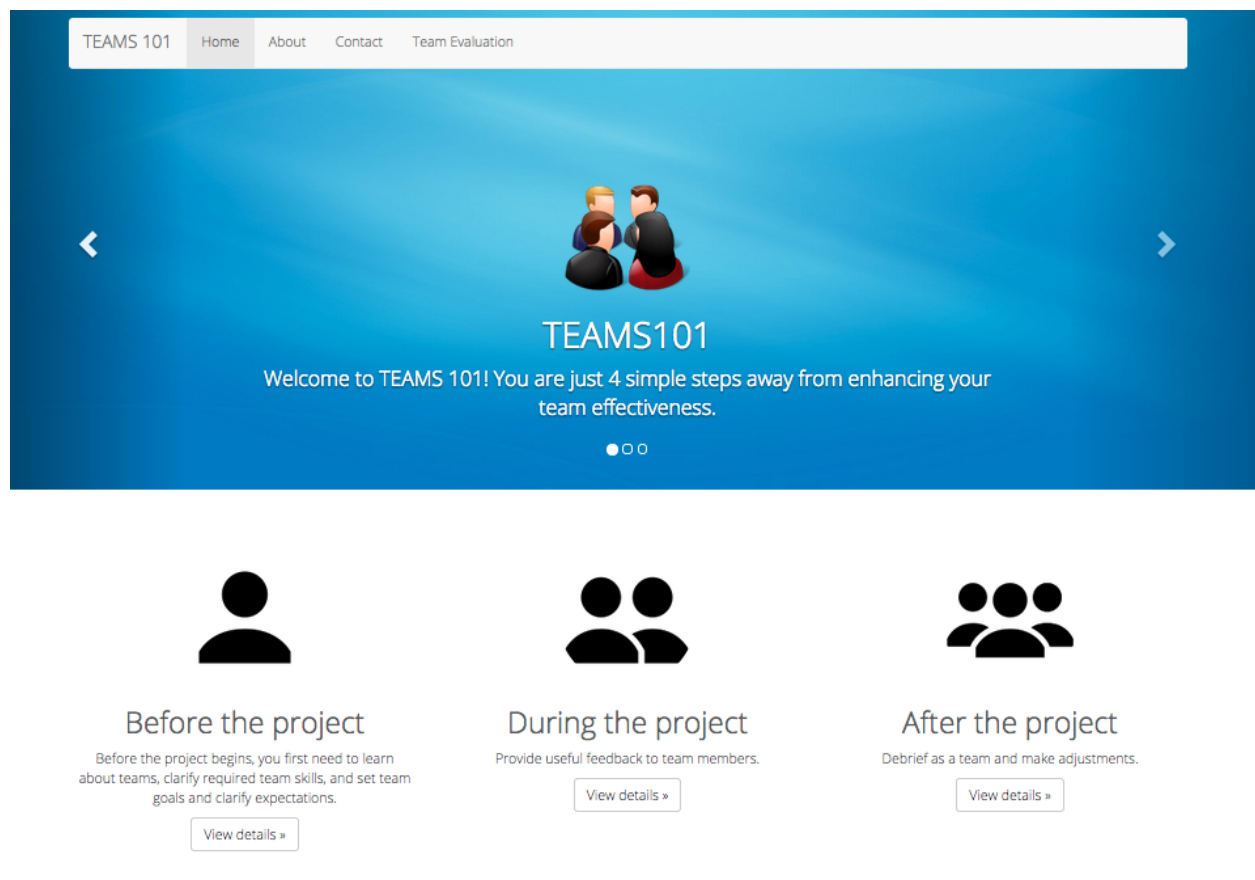 TEAMS 101 Home About Contact Team Evaluation
TEAMS101
Welcome to TEAMS 101! You are just 4 simple steps away from enhancing your
team effectiveness.
Before the project
Before the project begins, you first need to learn
about teams, clarify required team skills, and set team
goals and clarify expectations.
View details »
During the project
Provide useful feedback to team members.
View details »
After the project
Debrief as a team and make adjustments.
View details »